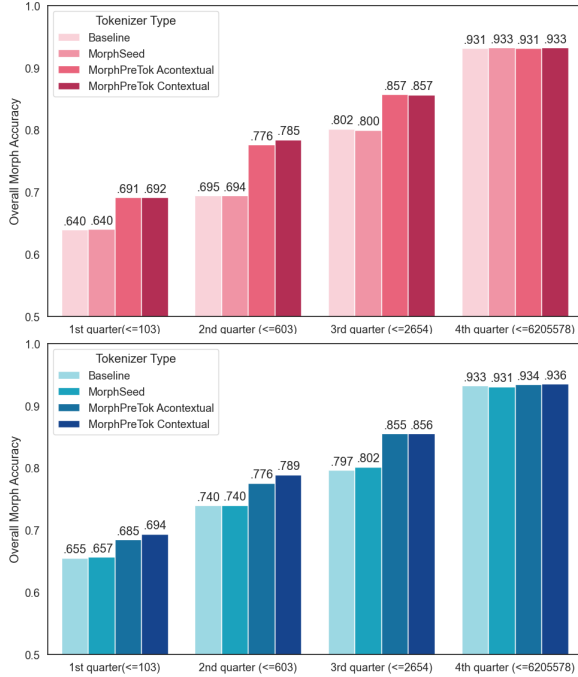 1.0
Tokenizer Type
Baseline
MorphSeed
MorphPreTok Acontextual
MorphPreTok Contextual
.931 .933 .931 .933
0.9
.857 .857
.802 .800
0.8
.776 .785
.695 .694
.691 .692
0.7
.640 .640
0.6
0.5
Overall Morph Accuracy
1st quarter(<=103) 2nd quarter (<=603) 3rd quarter (<=2654) 4th quarter (<=6205578)
1.0
Tokenizer Type
Baseline
MorphSeed
MorphPreTok Acontextual
MorphPreTok Contextual
.933 .931 .934 .936
0.9
.855 .856
.797 .802
0.8
.776 .789
.740 .740
0.7
.685 .694
.655 .657
0.6
0.5
Overall Morph Accuracy
1st quarter(<=103) 2nd quarter (<=603) 3rd quarter (<=2654) 4th quarter (<=6205578)